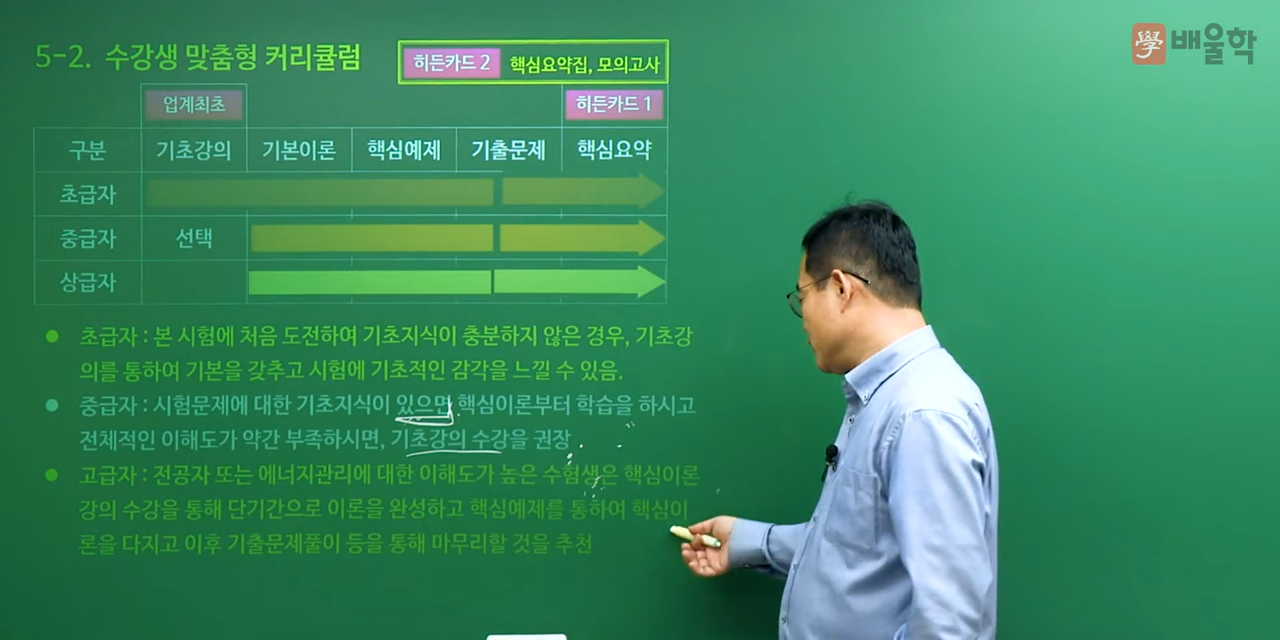 學 배울학
5-2. 수강생 맞춤형 커리큘럼
히든카드 2 핵심요약집, 모의고사
업계최초 히든카드 1
구분 기초강의 기본이론 핵심예제 기출문제 핵심요약
초급자
중급자 선택
상급자
● 초급자 : 본 시험에 처음 도전하여 기초지식이 충분하지 않은 경우, 기초강
의를 통하여 기본을 갖추고 시험에 기초적인 감각을 느낄 수 있음.
● 중급자 : 시험문제에 대한 기초지식이 있으면 핵심이론부터 학습을 하시고
전체적인 이해도가 약간 부족하시면, 기초강의 수강을 권장
● 고급자 : 전공자 또는 에너지관리에 대한 이해도가 높은 수험생은 핵심이론
강의 수강을 통해 단기간으로 이론을 완성하고 핵심예제를 통하여 핵심이
론을 다지고 이후 기출문제풀이 등을 통해 마무리할 것을 추천